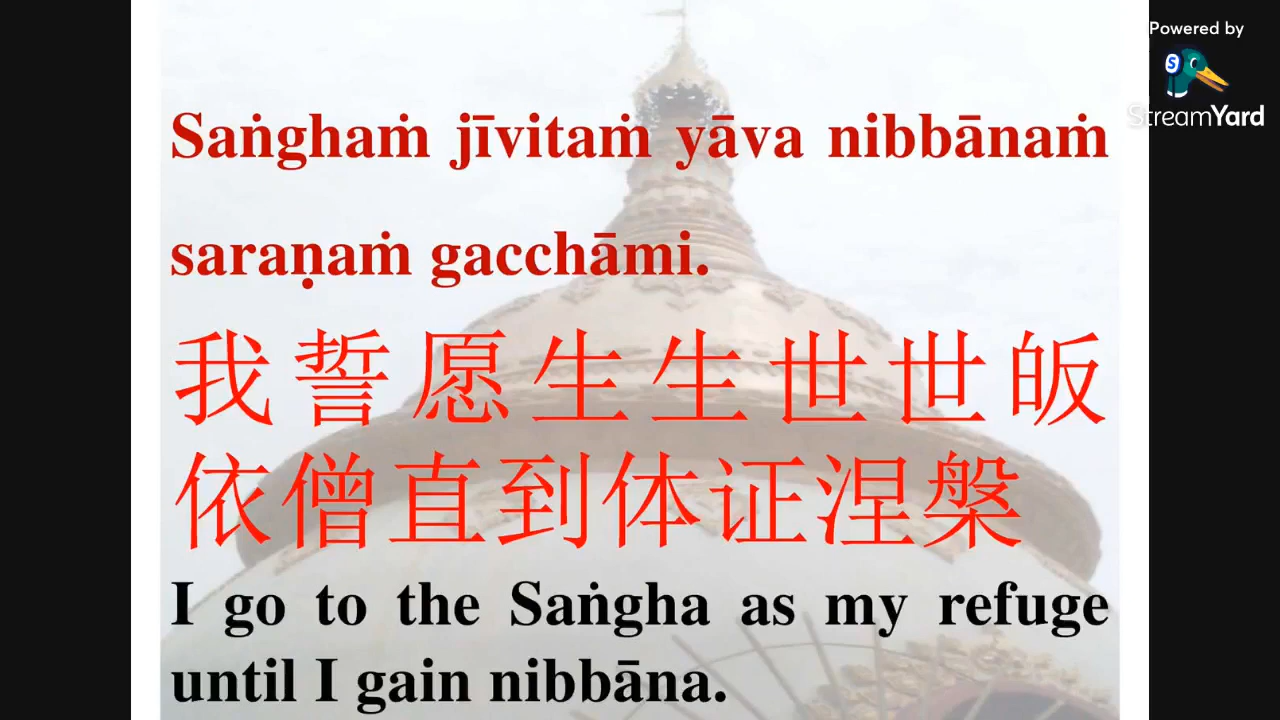 Powered by
StreamYard
Saṅghaṁ jīvitaṁ yāva nibbānaṁ
saraṇaṁ gacchāmi.
我誓愿生生世世皈
依僧直到体证涅槃
I go to the Saṅgha as my refuge
until I gain nibbāna.